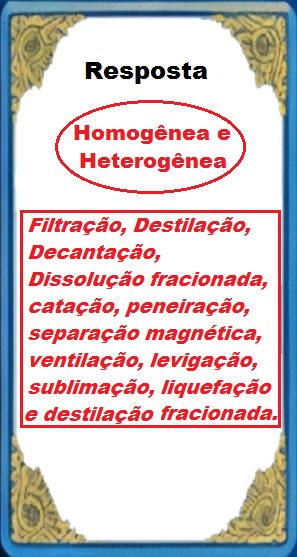 Resposta
Homogênea e
Heterogênea
Filtração, Destilação,
Decantação,
Dissolução fracionada,
catação, peneiração,
separação magnética,
ventilação, levigação,
sublimação, liquefação
e destilação fracionada.